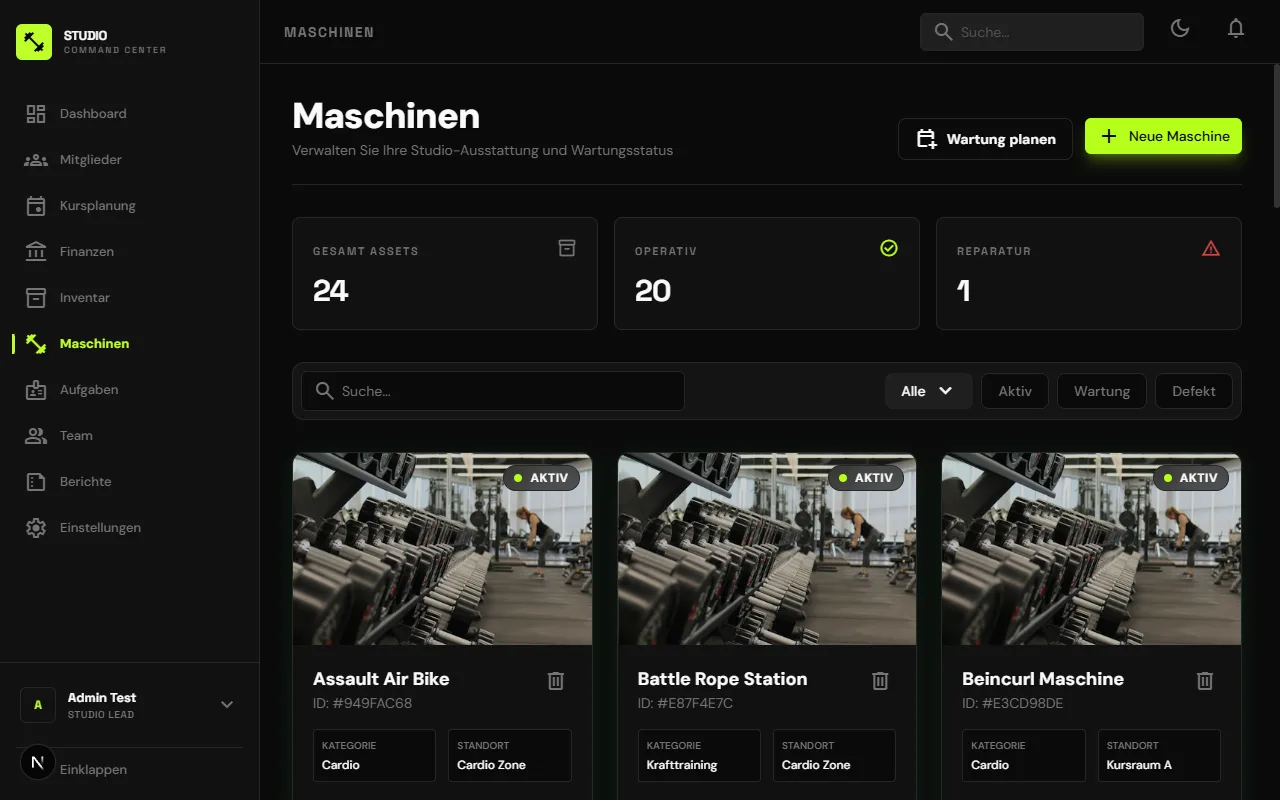 STUDIO
COMMAND CENTER
Dashboard
Mitglieder
Kursplanung
Finanzen
Inventar
Maschinen
Aufgaben
Team
Berichte
Einstellungen
A
Admin Test
STUDIO LEAD
N
Einklappen
MASCHINEN
Suche...
Maschinen
Verwalten Sie Ihre Studio-Ausstattung und Wartungsstatus
Wartung planen
Neue Maschine
GESAMT ASSETS
24
OPERATIV
20
REPARATUR
1
Suche...
Alle
Aktiv
Wartung
Defekt
AKTIV
Assault Air Bike
ID: #949FAC68
KATEGORIE
Cardio
STANDORT
Cardio Zone
AKTIV
Battle Rope Station
ID: #E87F4E7C
KATEGORIE
Krafttraining
STANDORT
Cardio Zone
AKTIV
Beincurl Maschine
ID: #E3CD98DE
KATEGORIE
Cardio
STANDORT
Kursraum A